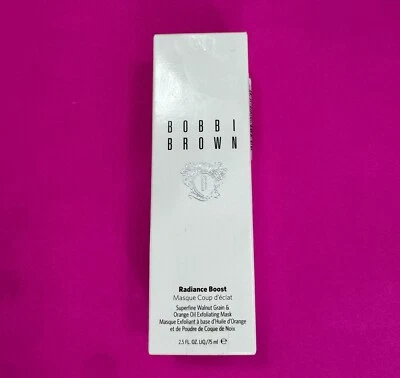 BOBBI
BROWN
B
Radiance Boost
Masque Coup d'éclat
Superfine Walnut Grain &
Orange Oil Exfoliating Mask
Masque Exfoliant à base d'Huile d'Orange
et de Poudre de Coque de Noix
2.5 FL. OZ. LIQ./75 ml ℮